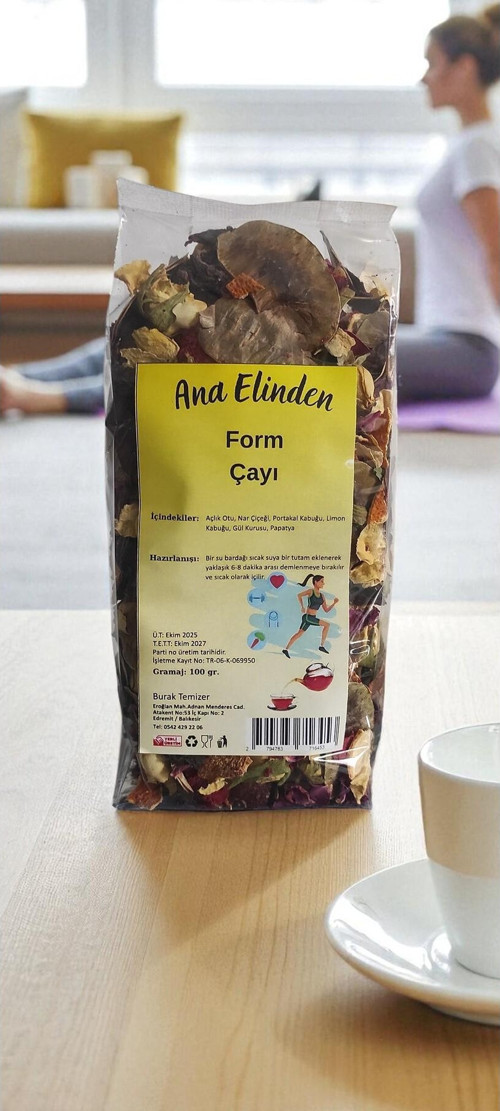 Ana Elinden
Form
Çayı
İçindekiler: Açlık Otu, Nar Çiçeği, Portakal Kabuğu, Limon
Kabuğu, Gül Kurusu, Papatya
Hazırlanışı: Bir su bardağı sıcak suya bir tutam eklenerek
yaklaşık 6-8 dakika arası demlenmeye bırakılır
ve sıcak olarak içilir.
Ü.T: Ekim 2025
T.E.T.T: Ekim 2027
Parti no üretim tarihidir.
İşletme Kayıt No: TR-06-K-069950
Gramaj: 100 gr.
Burak Temizer
Eroğlan Mah.Adnan Menderes Cad.
Atakent No:53 İç Kapı No: 2
Edremit / Balıkesir
Tel: 0542 429 22 06
YERLİ
ÜRETİM